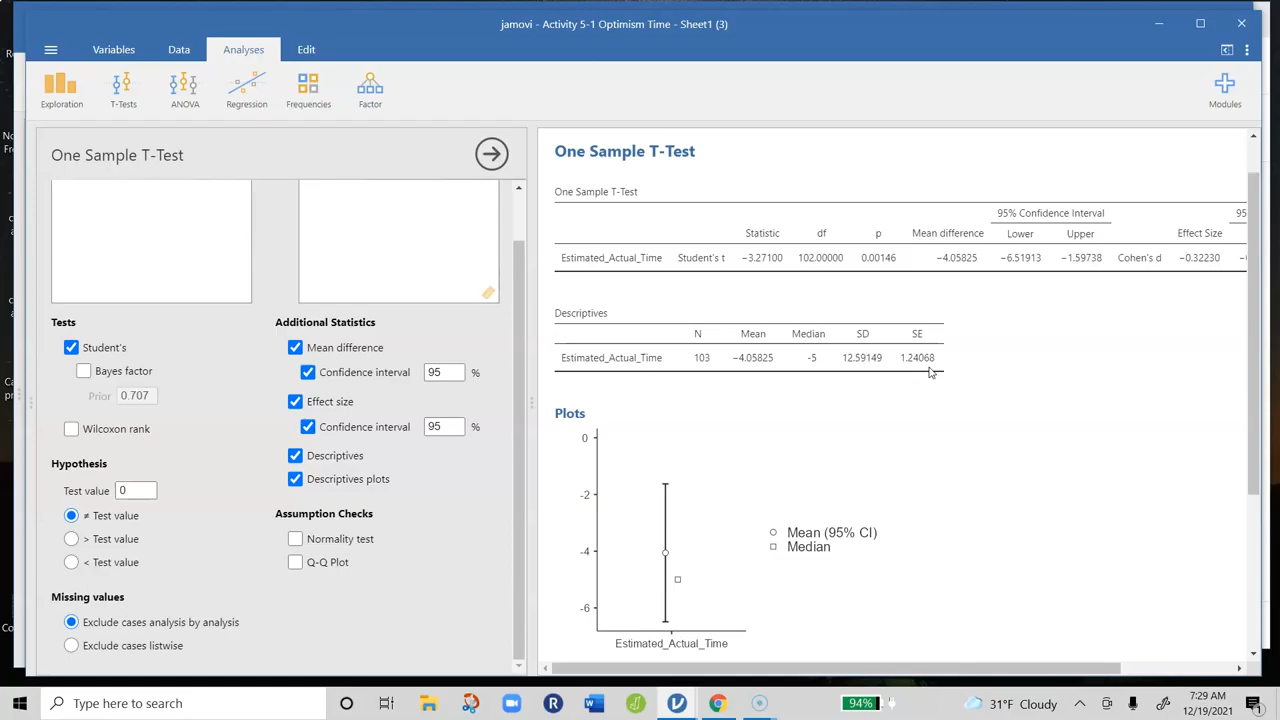 jamovi - Activity 5-1 Optimism Time - Sheet1 (3)
Variables Data Analyses Edit
Exploration T-Tests ANOVA Regression Frequencies Factor Modules
One Sample T-Test
Tests
Student's
Bayes factor
Prior 0.707
Wilcoxon rank
Hypothesis
Test value 0
≠ Test value
> Test value
< Test value
Missing values
Exclude cases analysis by analysis
Exclude cases listwise
Additional Statistics
Mean difference
Confidence interval 95 %
Effect size
Confidence interval 95 %
Descriptives
Descriptives plots
Assumption Checks
Normality test
Q-Q Plot
One Sample T-Test
One Sample T-Test
95% Confidence Interval 95
Statistic df p Mean difference Lower Upper Effect Size
Estimated_Actual_Time Student's t −3.27100 102.00000 0.00146 −4.05825 −6.51913 −1.59738 Cohen's d −0.32230
Descriptives
N Mean Median SD SE
Estimated_Actual_Time 103 −4.05825 -5 12.59149 1.24068
Plots
0
-2
-4
-6
Mean (95% CI)
Median
Estimated_Actual_Time
Type here to search
R
94%
31°F Cloudy
7:29 AM
12/19/2021
1